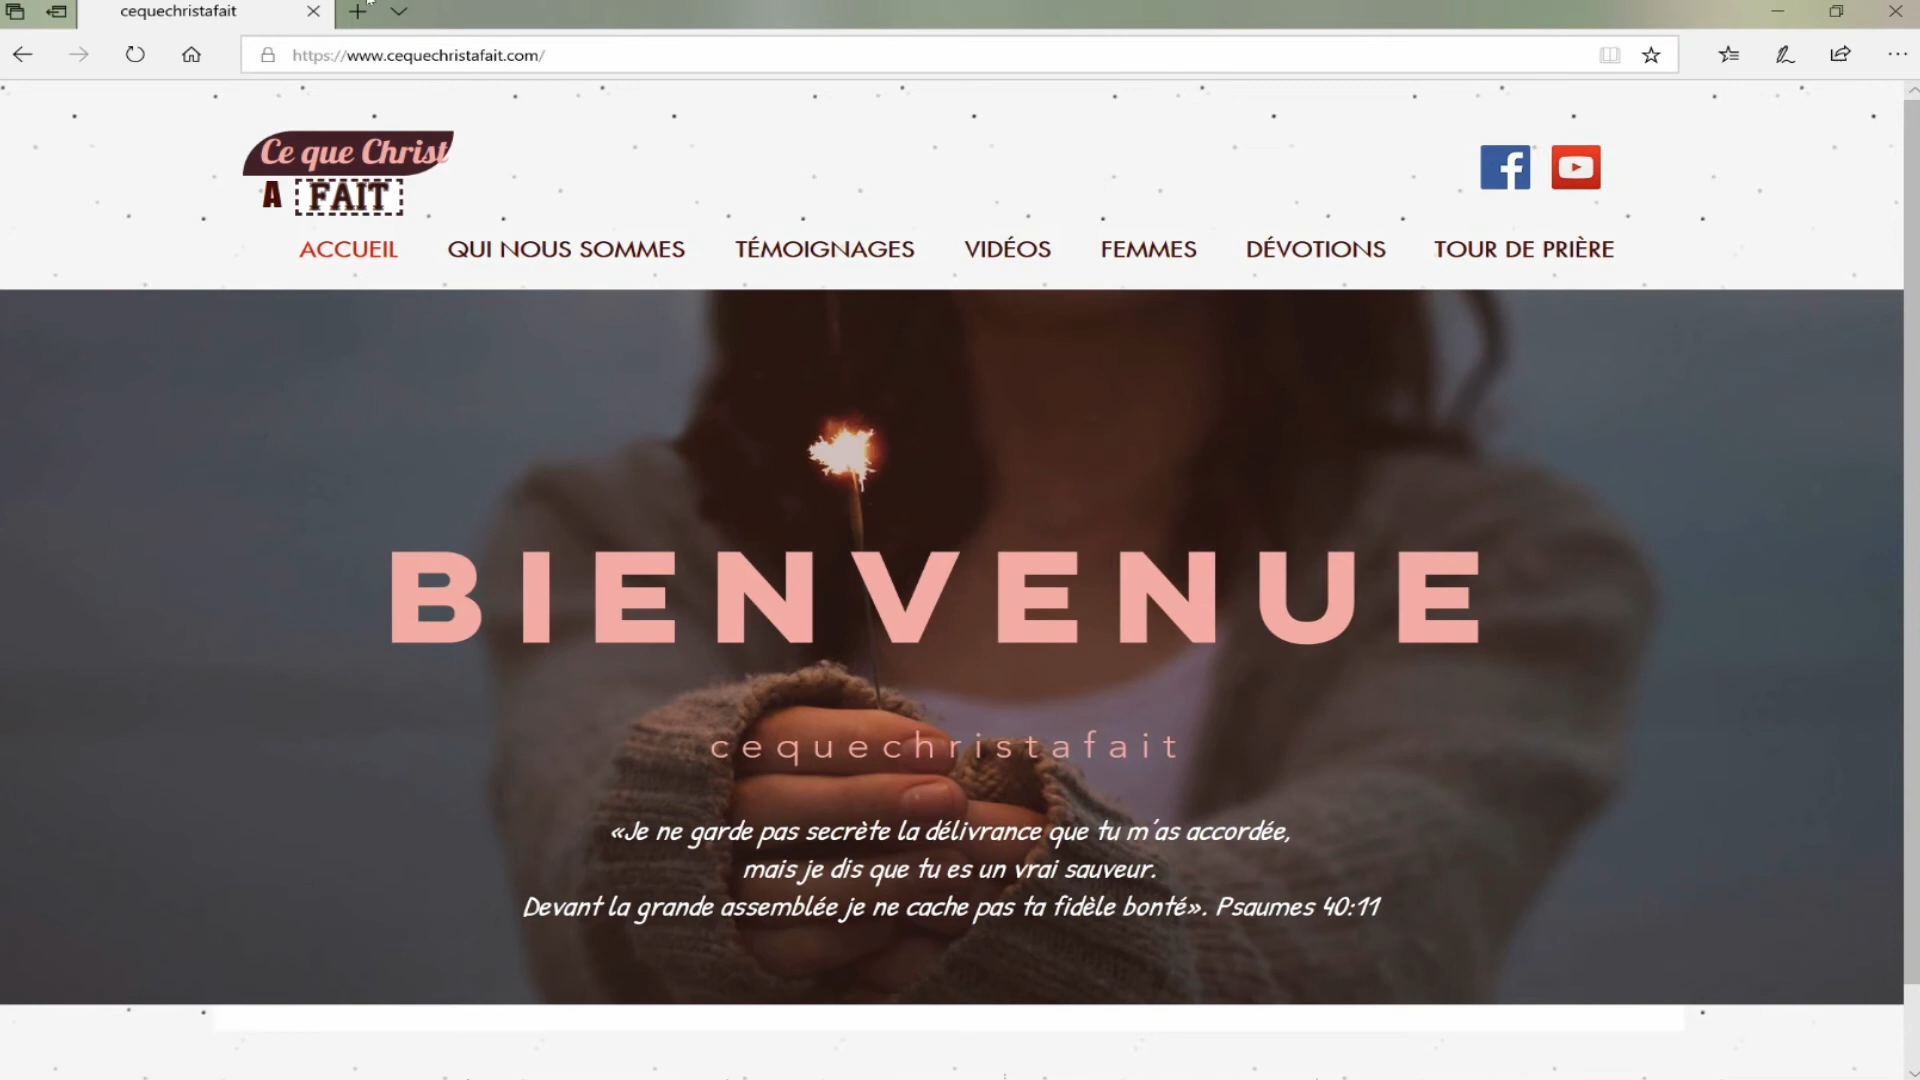 cequechristafait
https://www.cequechristafait.com/
Ce que Christ
A FAIT
ACCUEIL QUI NOUS SOMMES TÉMOIGNAGES VIDÉOS FEMMES DÉVOTIONS TOUR DE PRIÈRE
BIENVENUE
cequechristafait
«Je ne garde pas secrète la délivrance que tu m'as accordée,
mais je dis que tu es un vrai sauveur.
Devant la grande assemblée je ne cache pas ta fidèle bonté». Psaumes 40:11